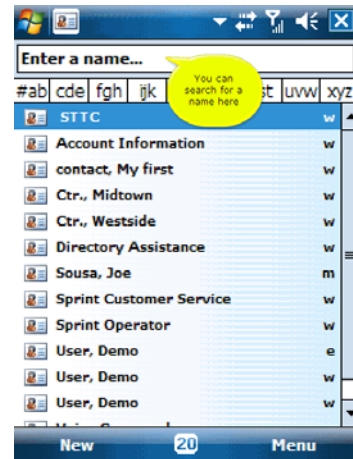 Enter a name...
You can
search for a
name here
#ab cde fgh ijk st uvw xyz
STTC w
Account Information w
contact, My first w
Ctr., Midtown w
Ctr., Westside w
Directory Assistance w
Sousa, Joe m
Sprint Customer Service w
Sprint Operator w
User, Demo e
User, Demo w
User, Demo w
New 20 Menu